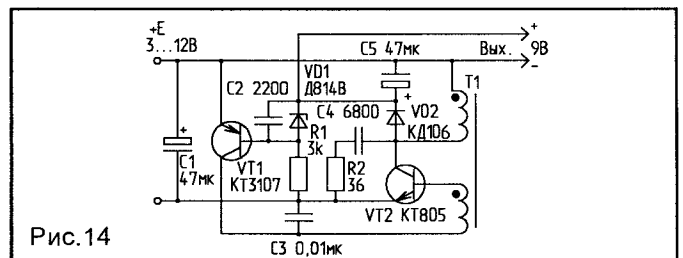 +E
3...12В
C5 47мк
Вых.
+
9В
−
C2 2200
VD1
Д814В
T1
C4 6800
+
VD2
КД106
+
C1
47мк
VT1
КТ3107
R1
3к
R2
36
VT2 КТ805
C3 0,01мк
Рис.14